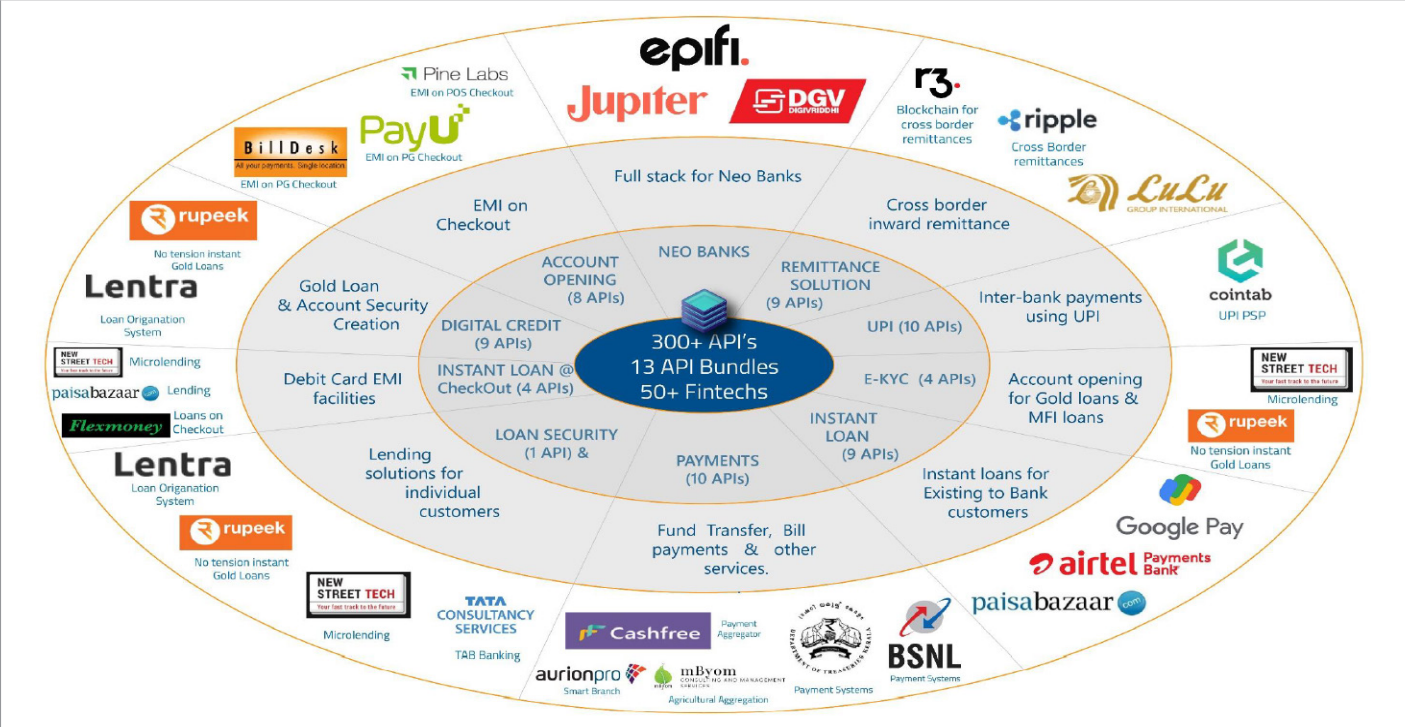 epifi.
Jupiter
DGV
DIGIVRIDDHI
Pine Labs
EMI on POS Checkout
PayU
EMI on PG Checkout
BillDesk
All your payments. Single location.
EMI on PG Checkout
r3.
Blockchain for
cross border
remittances
ripple
Cross Border
remittances
LuLu
GROUP INTERNATIONAL
rupeek
No tension instant
Gold Loans
Lentra
Loan Origanation
System
NEW
STREET TECH
Your fast track to the future
Microlending
paisabazaar.com
Lending
Flexmoney
Loans on
Checkout
Lentra
Loan Origanation
System
rupeek
No tension instant
Gold Loans
NEW
STREET TECH
Your fast track to the future
Microlending
TATA
CONSULTANCY
SERVICES
TAB Banking
Cashfree
Payment
Aggregator
aurionpro
Smart Branch
mByom
CONSULTING AND MANAGEMENT
SERVICES
Agricultural Aggregation
DEPARTMENT OF TREASURIES KERALA
Payment Systems
BSNL
Payment Systems
cointab
UPI PSP
NEW
STREET TECH
Your fast track to the future
Microlending
rupeek
No tension instant
Gold Loans
Google Pay
airtel
Payments
Bank
paisabazaar.com
Full stack for Neo Banks
EMI on
Checkout
Cross border
inward remittance
Gold Loan
& Account Security
Creation
Inter-bank payments
using UPI
Debit Card EMI
facilities
Account opening
for Gold loans &
MFI loans
Lending
solutions for
individual
customers
Instant loans for
Existing to Bank
customers
Fund Transfer, Bill
payments & other
services.
NEO BANKS
ACCOUNT
OPENING
(8 APIs)
REMITTANCE
SOLUTION
(9 APIs)
DIGITAL CREDIT
(9 APIs)
UPI (10 APIs)
INSTANT LOAN @
CheckOut (4 APIs)
E-KYC (4 APIs)
LOAN SECURITY
(1 API) &
INSTANT
LOAN
(9 APIs)
PAYMENTS
(10 APIs)
300+ API's
13 API Bundles
50+ Fintechs